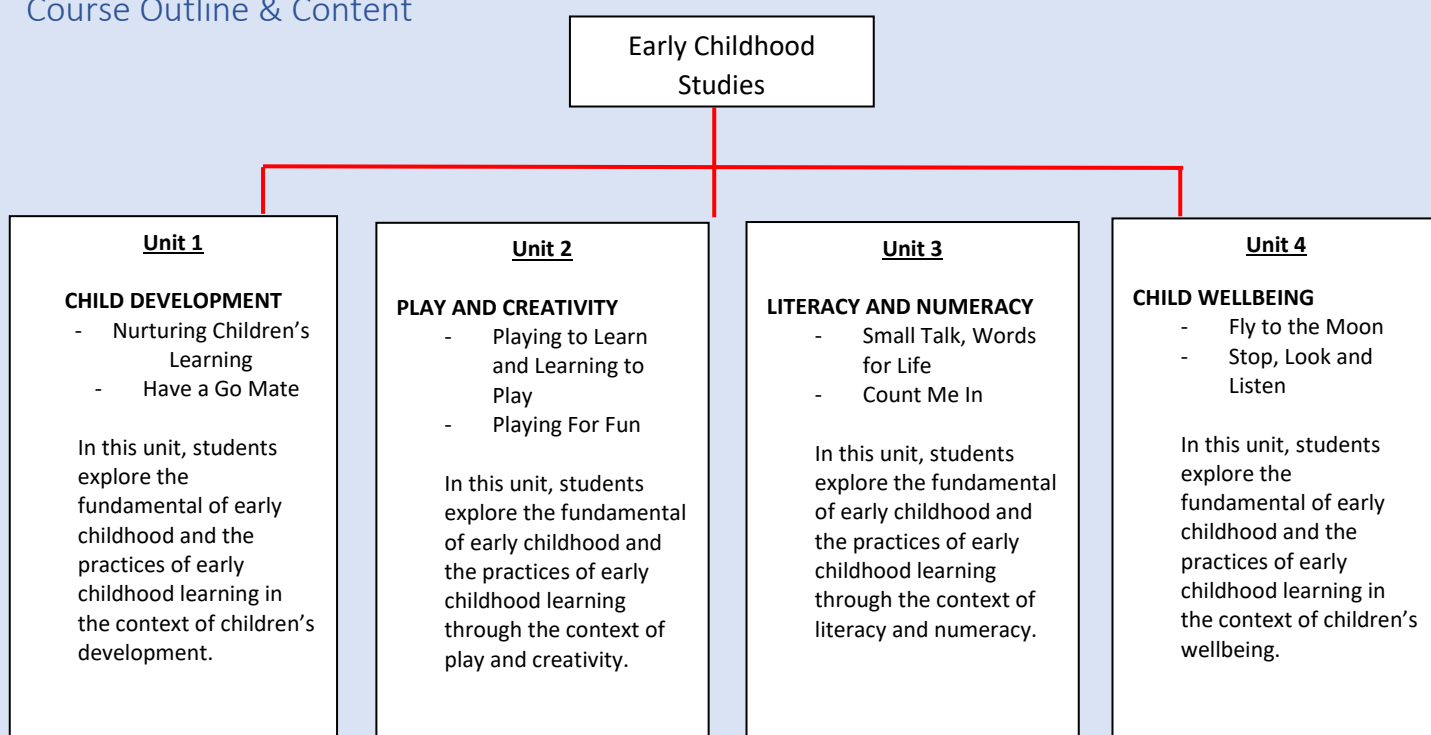 Course Outline & Content
Early Childhood
Studies
Unit 1
CHILD DEVELOPMENT
- Nurturing Children’s
Learning
- Have a Go Mate
In this unit, students
explore the
fundamental of early
childhood and the
practices of early
childhood learning in
the context of children’s
development.
Unit 2
PLAY AND CREATIVITY
- Playing to Learn
and Learning to
Play
- Playing For Fun
In this unit, students
explore the fundamental
of early childhood and
the practices of early
childhood learning
through the context of
play and creativity.
Unit 3
LITERACY AND NUMERACY
- Small Talk, Words
for Life
- Count Me In
In this unit, students
explore the fundamental
of early childhood and
the practices of early
childhood learning
through the context of
literacy and numeracy.
Unit 4
CHILD WELLBEING
- Fly to the Moon
- Stop, Look and
Listen
In this unit, students
explore the
fundamental of early
childhood and the
practices of early
childhood learning in
the context of children’s
wellbeing.